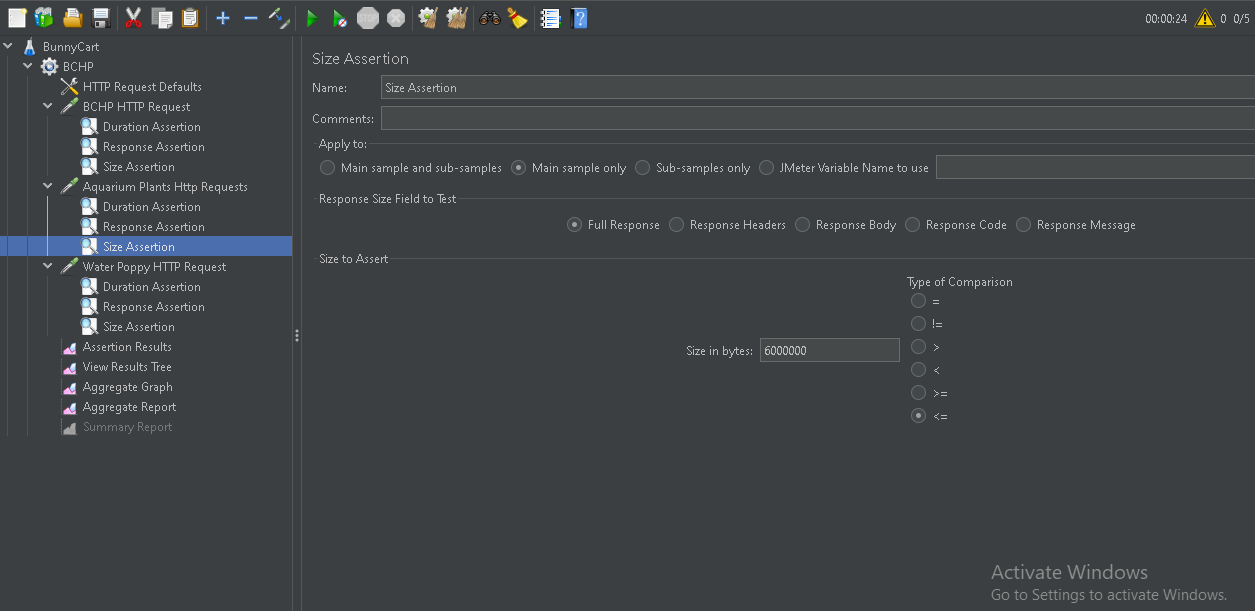 00:00:24 0 0/5
BunnyCart
BCHP
HTTP Request Defaults
BCHP HTTP Request
Duration Assertion
Response Assertion
Size Assertion
Aquarium Plants Http Requests
Duration Assertion
Response Assertion
Size Assertion
Water Poppy HTTP Request
Duration Assertion
Response Assertion
Size Assertion
Assertion Results
View Results Tree
Aggregate Graph
Aggregate Report
Summary Report
Size Assertion
Name: Size Assertion
Comments:
Apply to:
Main sample and sub-samples Main sample only Sub-samples only JMeter Variable Name to use
Response Size Field to Test
Full Response Response Headers Response Body Response Code Response Message
Size to Assert
Type of Comparison
=
!=
>
Size in bytes: 6000000
<
>=
<=
Activate Windows
Go to Settings to activate Windows.